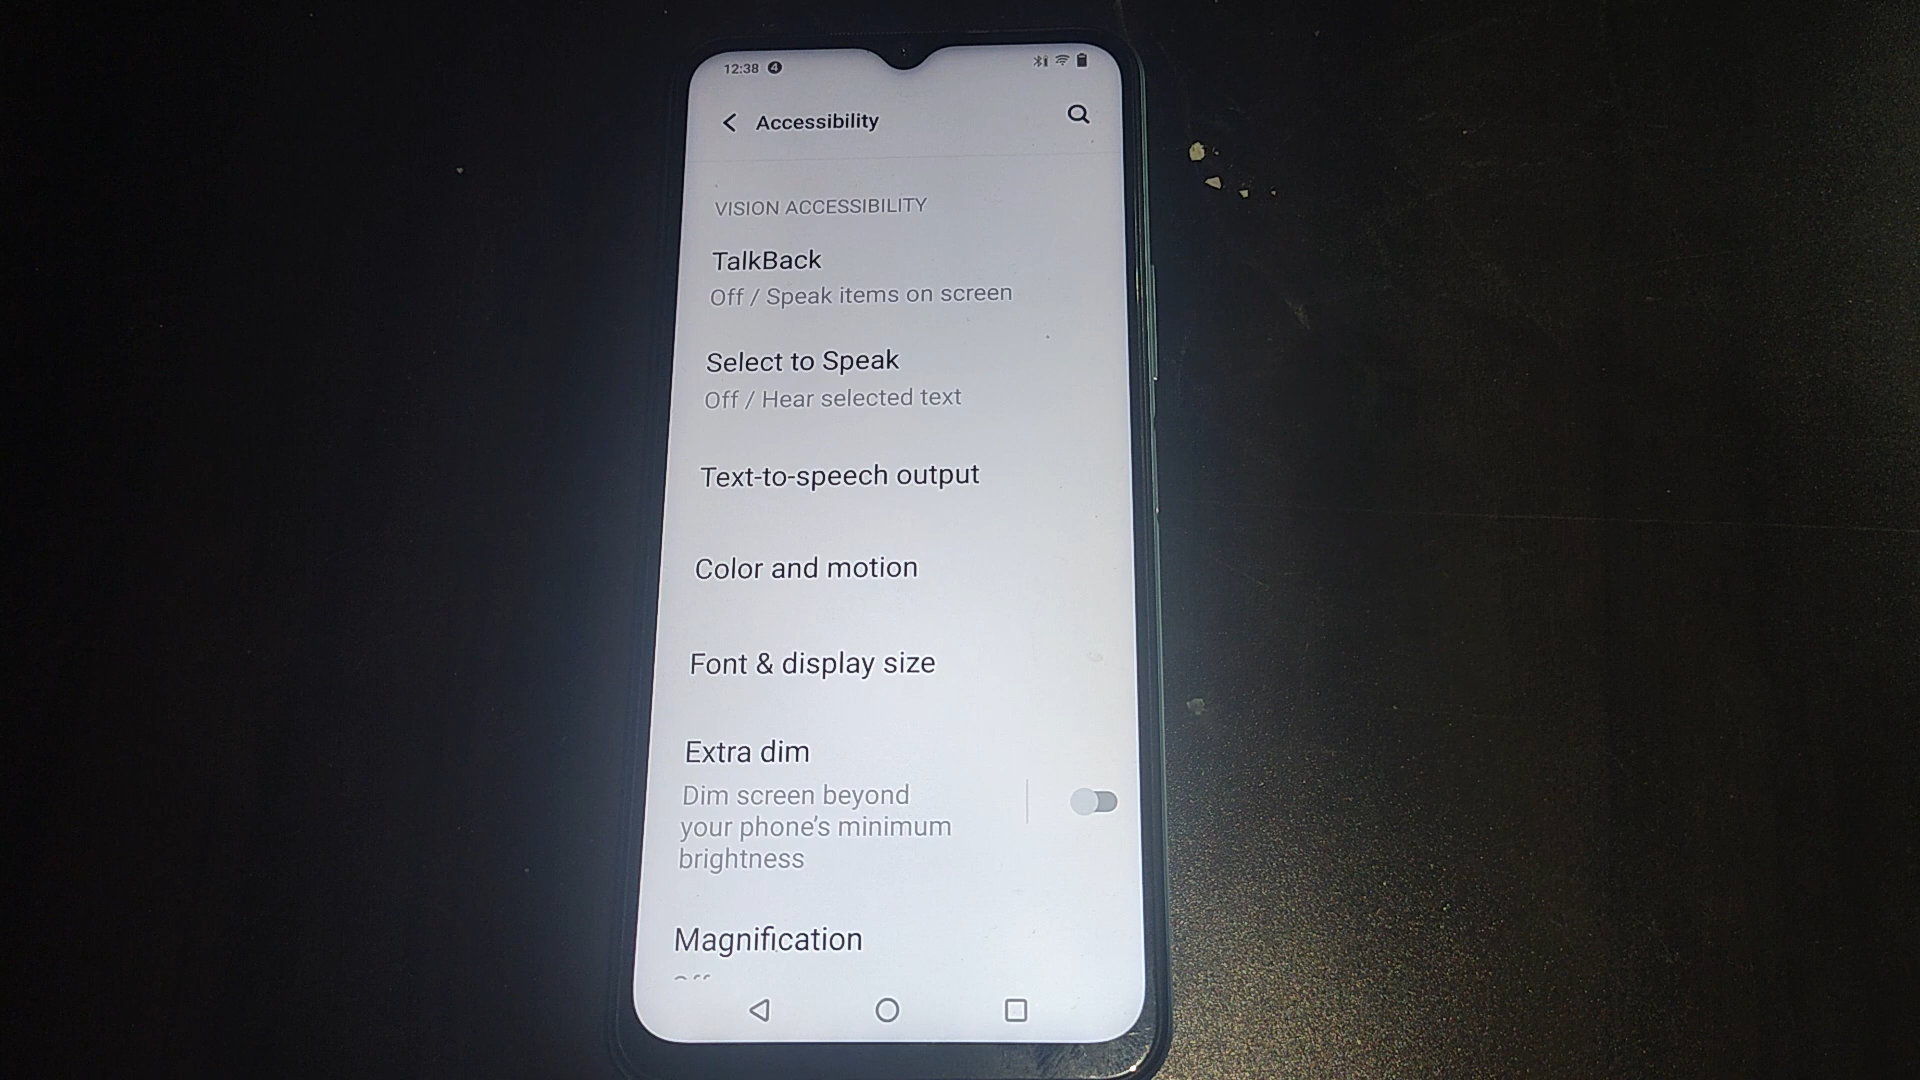 12:38 4
Accessibility
VISION ACCESSIBILITY
TalkBack
Off / Speak items on screen
Select to Speak
Off / Hear selected text
Text-to-speech output
Color and motion
Font & display size
Extra dim
Dim screen beyond
your phone’s minimum
brightness
Magnification